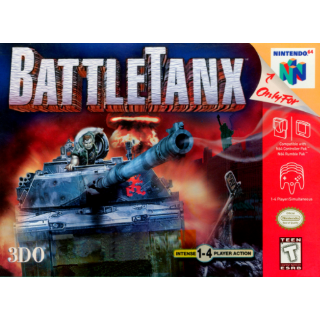 BATTLETANX
NINTENDO 64
Only For
Compatible with
N64 Controller Pak
N64 Rumble Pak
1-4 Player Simultaneous
3DO
INTENSE 1-4 PLAYER ACTION
TEEN
T
ESRB